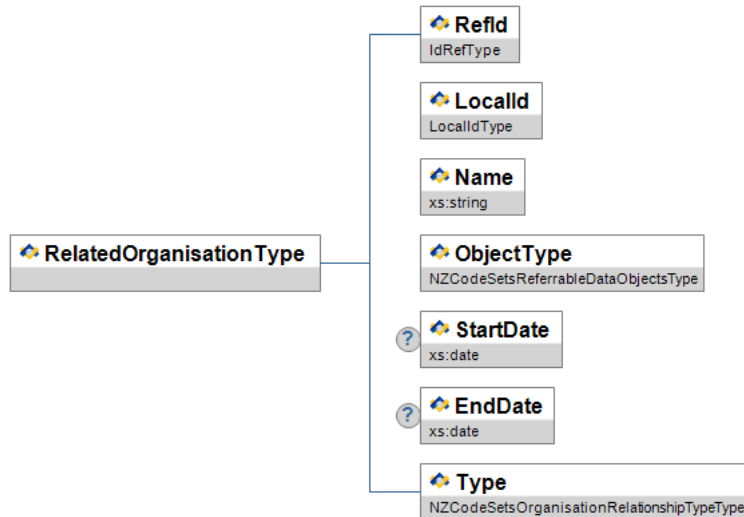 RefId
IdRefType
LocalId
LocalIdType
Name
xs:string
RelatedOrganisationType
ObjectType
NZCodeSetsReferrableDataObjectsType
?
StartDate
xs:date
?
EndDate
xs:date
Type
NZCodeSetsOrganisationRelationshipTypeType